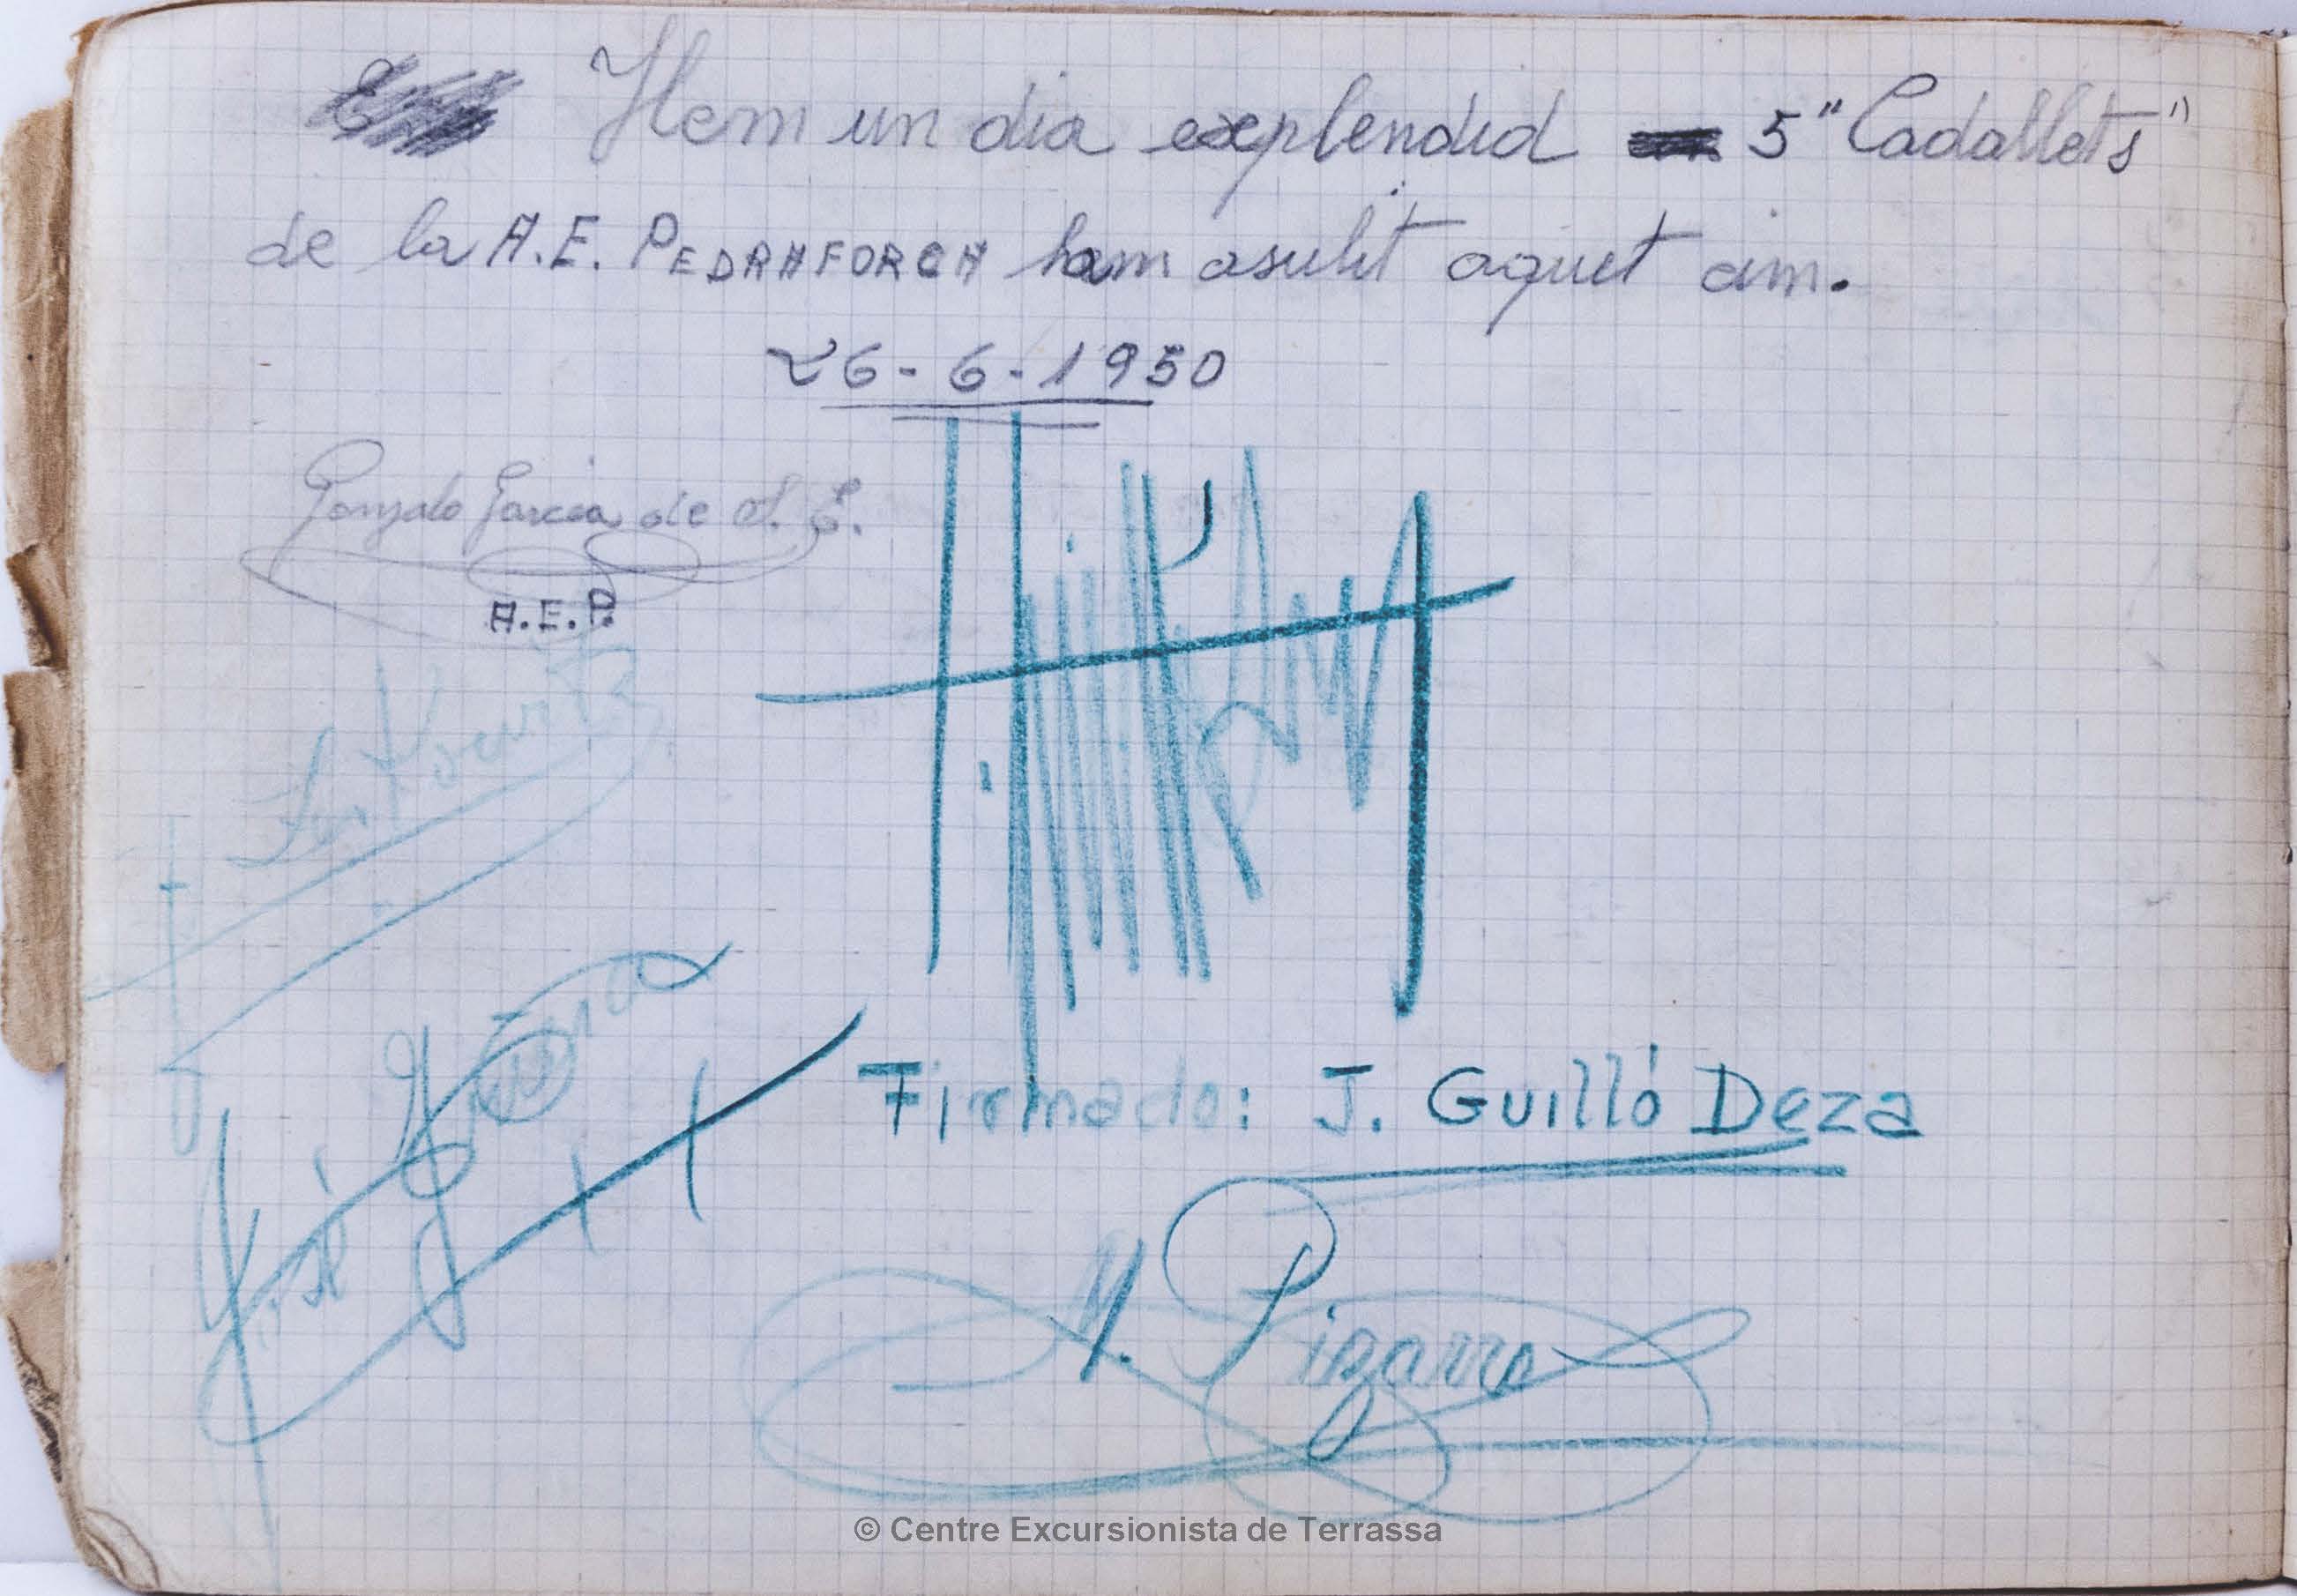 Hem un dia explendid 5 "Cadallets"
de la A.E. PEDRAFORCA ham asulit aquet cim.
26-6-1950
Gonzalo Garcia de S. E.
A.E.P.
Firmado: J. Guilló Deza
M. Pizarro
© Centre Excursionista de Terrassa